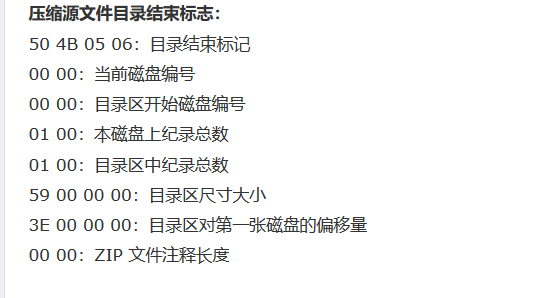 压缩源文件目录结束标志：
50 4B 05 06：目录结束标记
00 00：当前磁盘编号
00 00：目录区开始磁盘编号
01 00：本磁盘上纪录总数
01 00：目录区中纪录总数
59 00 00 00：目录区尺寸大小
3E 00 00 00：目录区对第一张磁盘的偏移量
00 00：ZIP 文件注释长度